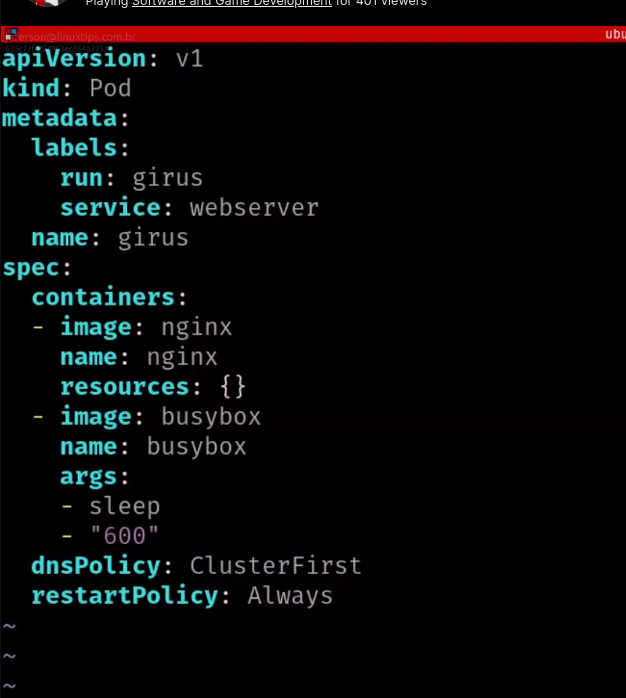 Playing Software and Game Development for 401 viewers
erson@linuxtips.com.br
ubu
apiVersion: v1
kind: Pod
metadata:
  labels:
    run: girus
    service: webserver
  name: girus
spec:
  containers:
  - image: nginx
    name: nginx
    resources: {}
  - image: busybox
    name: busybox
    args:
    - sleep
    - "600"
  dnsPolicy: ClusterFirst
  restartPolicy: Always
~
~
~